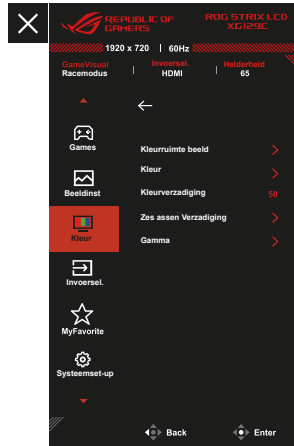 REPUBLIC OF
GAMERS
ROG STRIX LCD
XG129C
1920 x 720 | 60Hz
GameVisual
Racemodus
Invoersel.
HDMI
Helderheid
65
Games
Beeldinst
Kleur
Invoersel.
MyFavorite
Systeemset-up
Kleurruimte beeld
Kleur
Kleurverzadiging 50
Zes assen Verzadiging
Gamma
Back
Enter